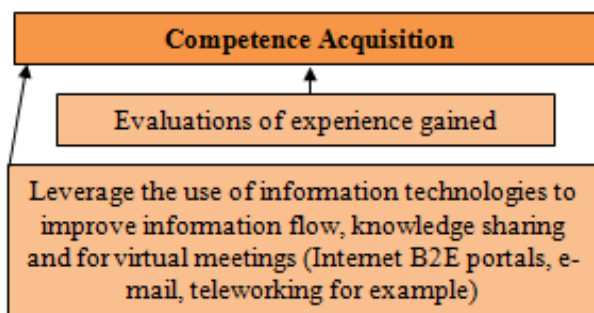 Competence Acquisition
Evaluations of experience gained
Leverage the use of information technologies to
improve information flow, knowledge sharing
and for virtual meetings (Internet B2E portals, e-
mail, teleworking for example)